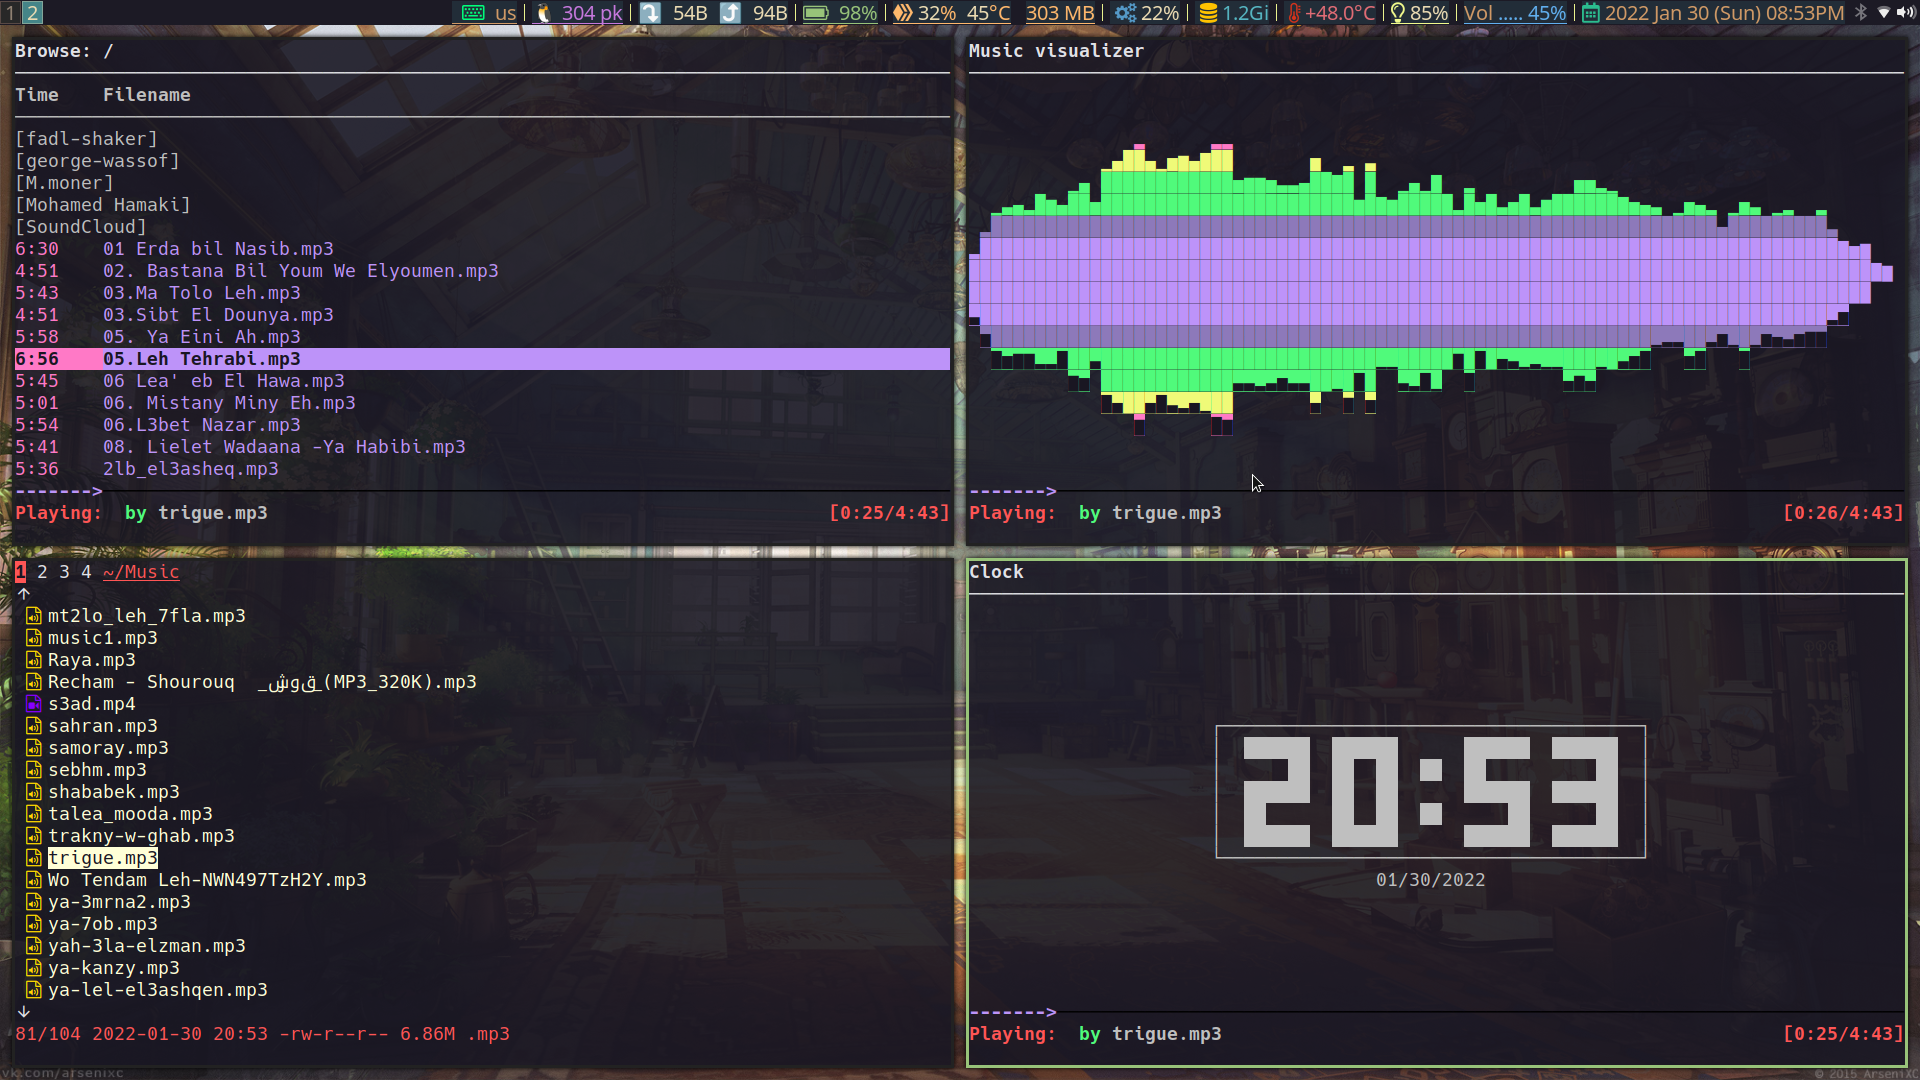 1 2 us 304 pk 54B 94B 98% 32% 45°C 303 MB 22% 1.2Gi +48.0°C 85% Vol ..... 45% 2022 Jan 30 (Sun) 08:53PM
Browse: /
Time Filename
[fadl-shaker]
[george-wassof]
[M.moner]
[Mohamed Hamaki]
[SoundCloud]
6:30 01 Erda bil Nasib.mp3
4:51 02. Bastana Bil Youm We Elyoumen.mp3
5:43 03.Ma Tolo Leh.mp3
4:51 03.Sibt El Dounya.mp3
5:58 05. Ya Eini Ah.mp3
6:56 05.Leh Tehrabi.mp3
5:45 06 Lea' eb El Hawa.mp3
5:01 06. Mistany Miny Eh.mp3
5:54 06.L3bet Nazar.mp3
5:41 08. Lielet Wadaana -Ya Habibi.mp3
5:36 2lb_el3asheq.mp3
------->
Playing: by trigue.mp3 [0:25/4:43]
Music visualizer
------->
Playing: by trigue.mp3 [0:26/4:43]
1 2 3 4 ~/Music
↑
mt2lo_leh_7fla.mp3
music1.mp3
Raya.mp3
Recham - Shourouq _(MP3_320K).mp3
s3ad.mp4
sahran.mp3
samoray.mp3
sebhm.mp3
shababek.mp3
talea_mooda.mp3
trakny-w-ghab.mp3
trigue.mp3
Wo Tendam Leh-NWN497TzH2Y.mp3
ya-3mrna2.mp3
ya-7ob.mp3
yah-3la-elzman.mp3
ya-kanzy.mp3
ya-lel-el3ashqen.mp3
↓
81/104 2022-01-30 20:53 -rw-r--r-- 6.86M .mp3
Clock
20:53
01/30/2022
------->
Playing: by trigue.mp3 [0:25/4:43]
vk.com/arsenixc
© 2015 ArseniXC